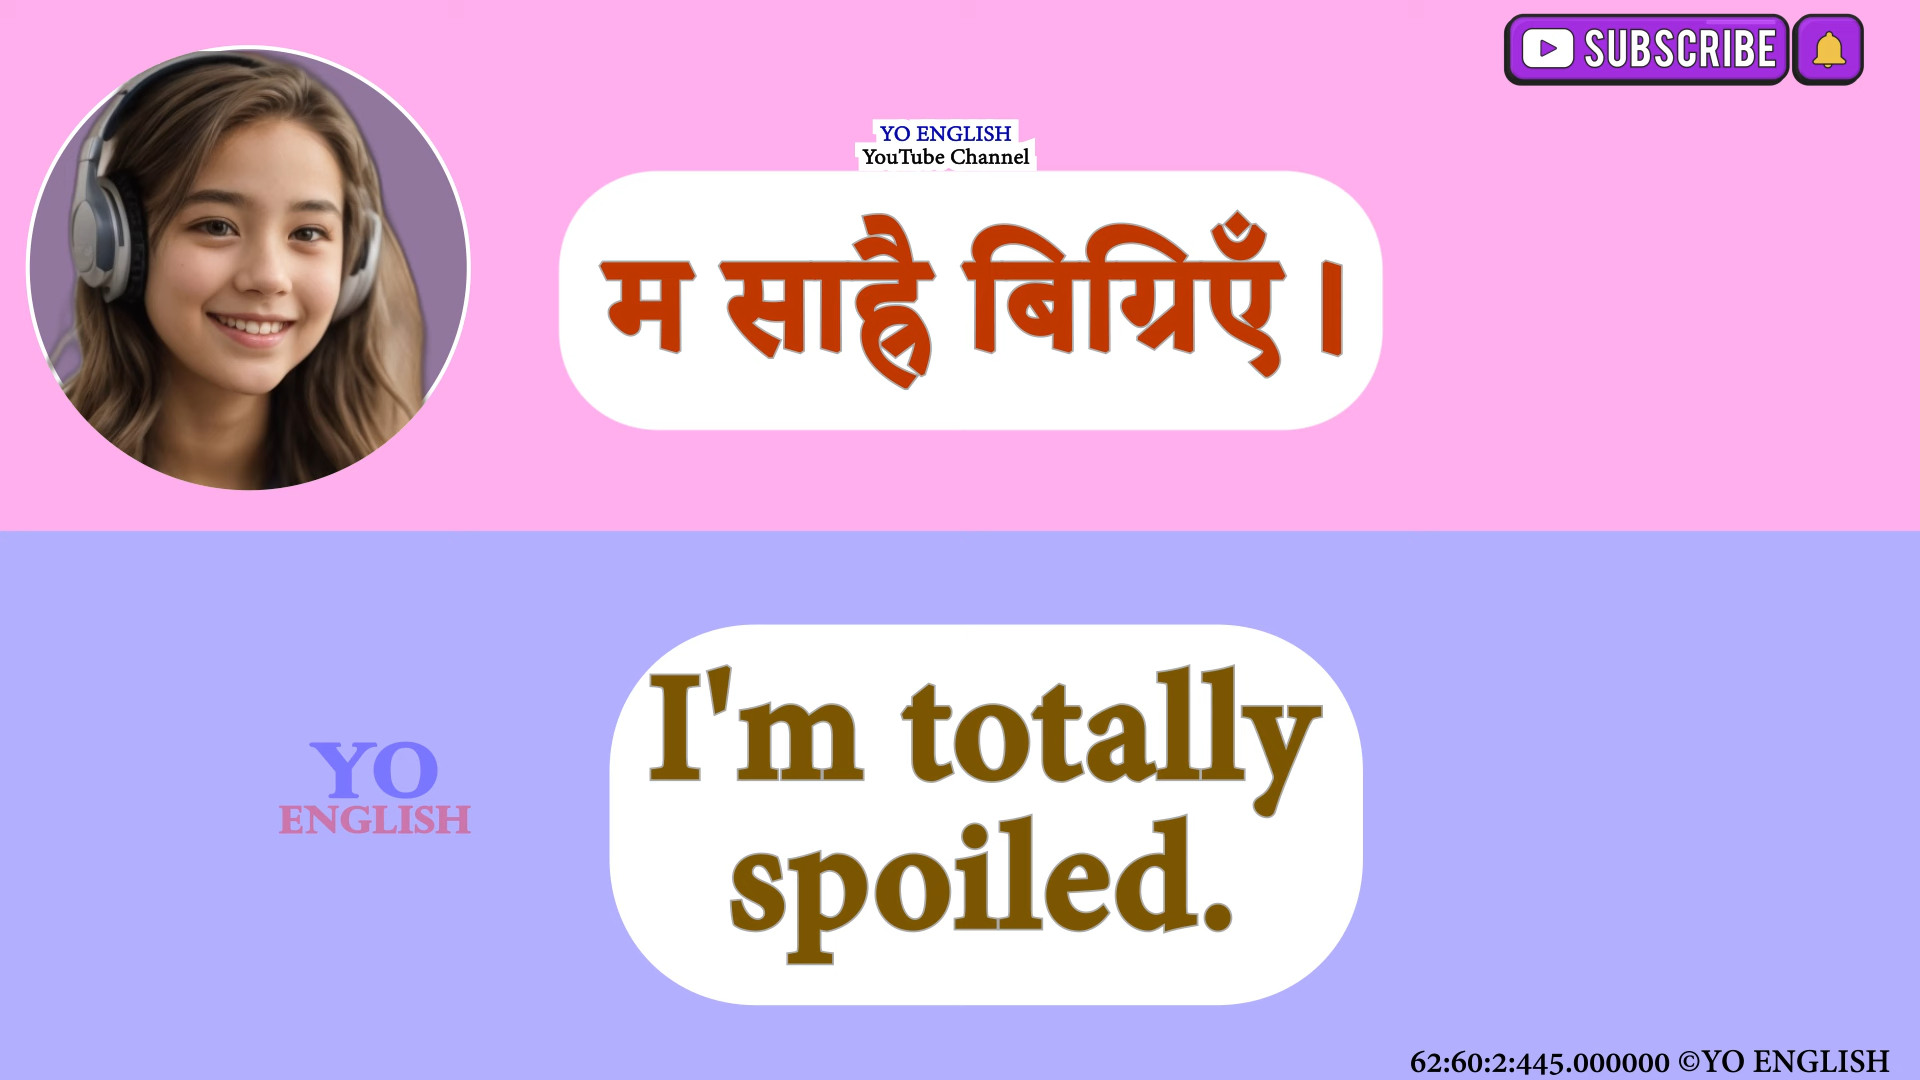 SUBSCRIBE
YO ENGLISH
YouTube Channel
म साह्रै बिग्रिएँ ।
I'm totally
spoiled.
YO
ENGLISH
62:60:2:445.000000 ©YO ENGLISH